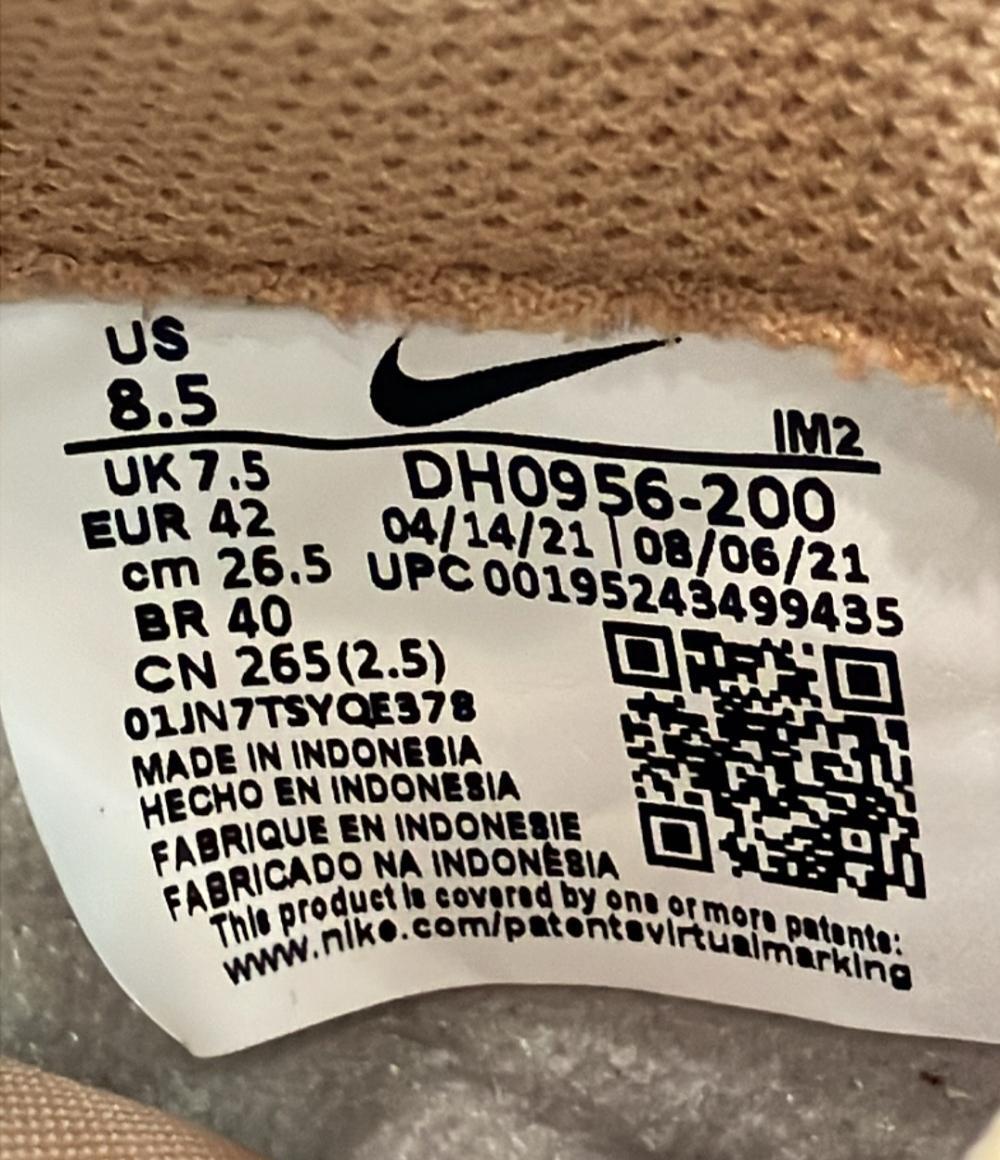 US
8.5
IM2
UK 7.5
DH0956-200
EUR 42
04/14/21 | 08/06/21
cm 26.5
UPC 00195243499435
BR 40
CN 265(2.5)
01JN7TSYQE378
MADE IN INDONESIA
HECHO EN INDONESIA
FABRIQUE EN INDONESIE
FABRICADO NA INDONÉSIA
This product is covered by one or more patents:
www.nike.com/patentsvirtualmarking